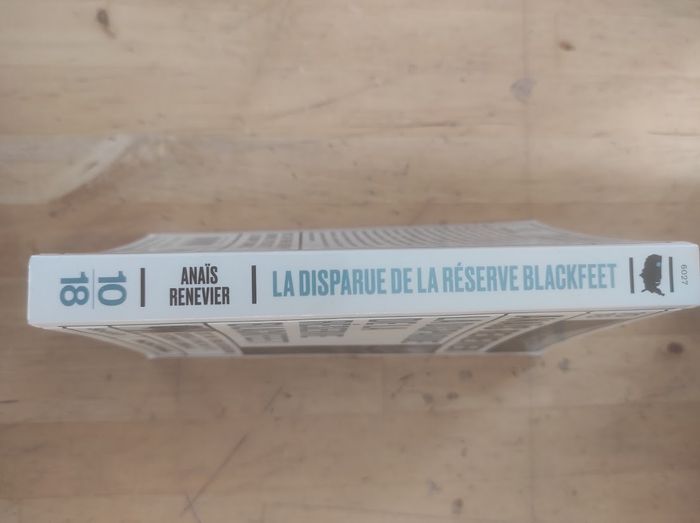 10
18
ANAÏS
RENEVIER
LA DISPARUE DE LA RÉSERVE BLACKFEET
6027